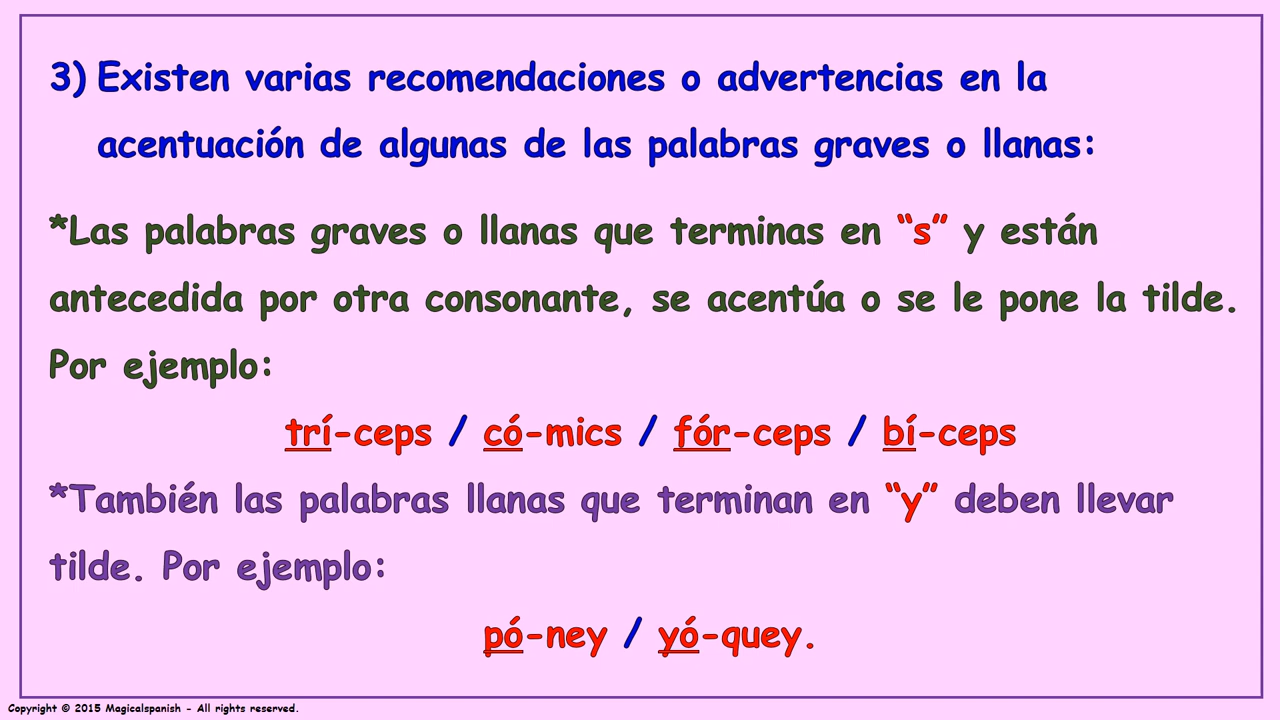 3) Existen varias recomendaciones o advertencias en la
acentuación de algunas de las palabras graves o llanas:
*Las palabras graves o llanas que terminas en “s” y están
antecedida por otra consonante, se acentúa o se le pone la tilde.
Por ejemplo:
trí-ceps / có-mics / fór-ceps / bí-ceps
*También las palabras llanas que terminan en “y” deben llevar
tilde. Por ejemplo:
pó-ney / yó-quey.
Copyright © 2015 Magicalspanish - All rights reserved.